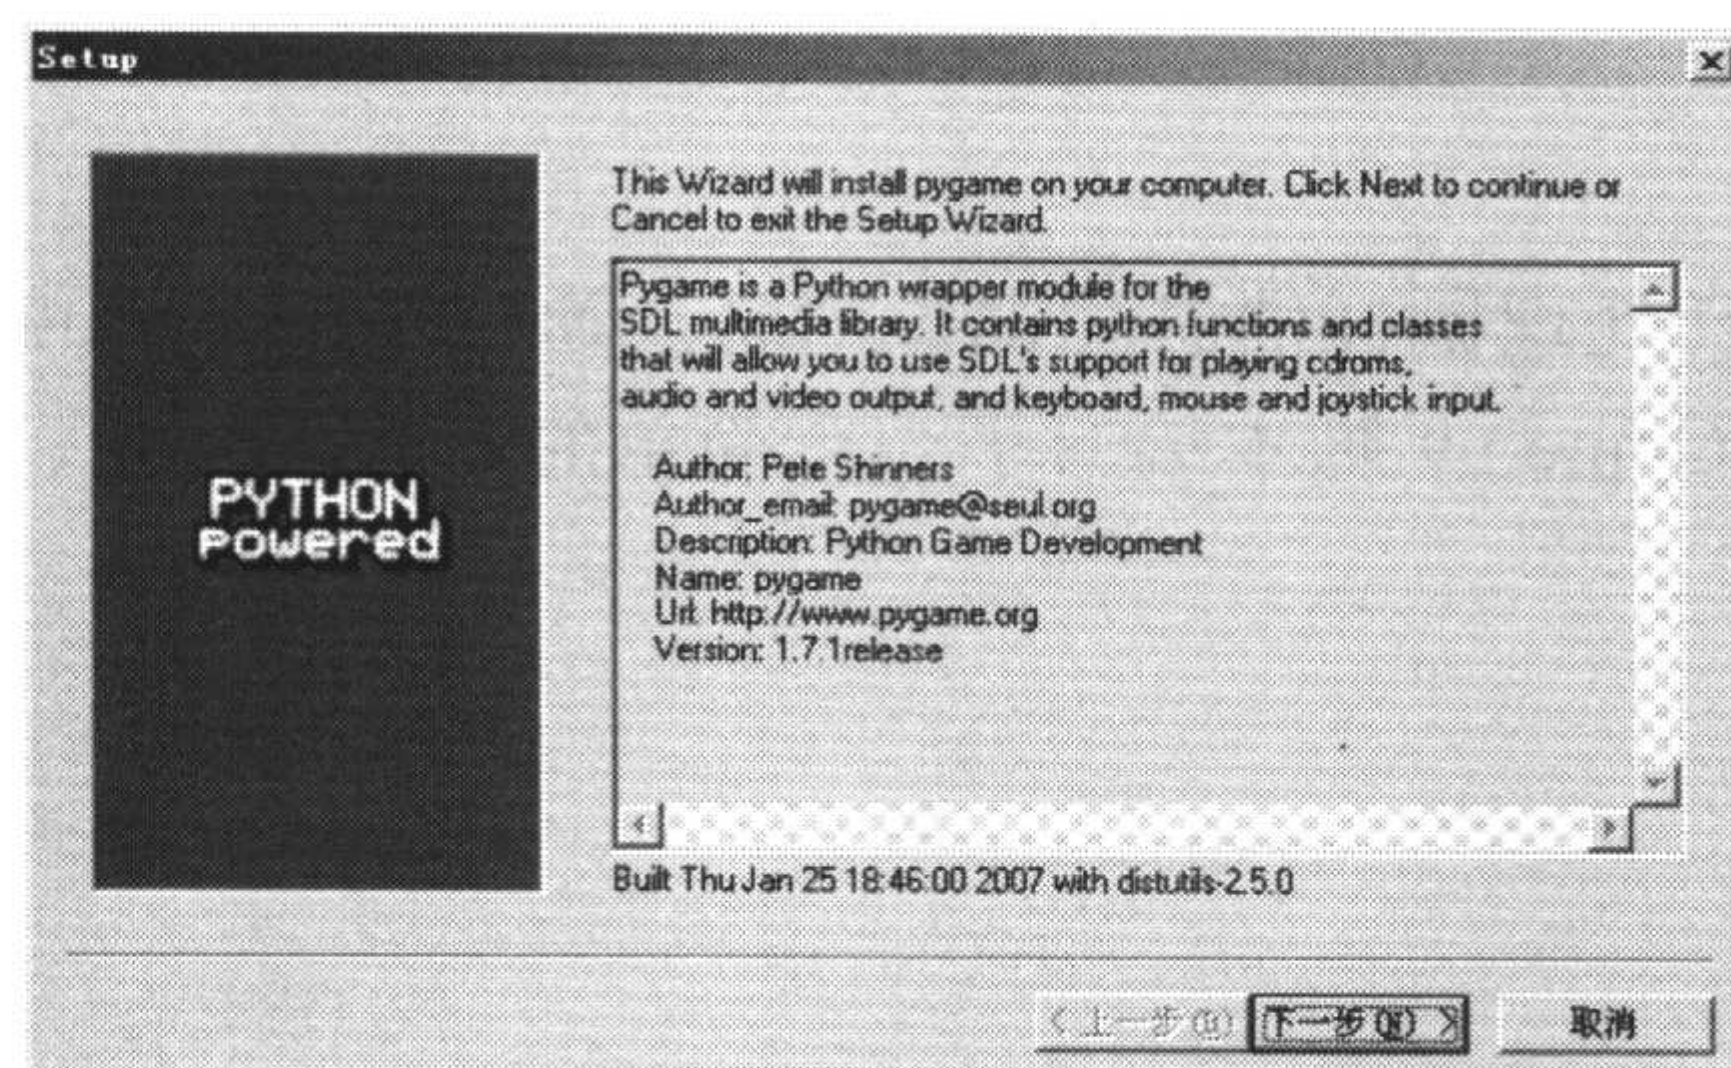 Setup
This Wizard will install pygame on your computer. Click Next to continue or
Cancel to exit the Setup Wizard.
Pygame is a Python wrapper module for the
SDL multimedia library. It contains python functions and classes
that will allow you to use SDL's support for playing cdroms,
audio and video output, and keyboard, mouse and joystick input.
Author: Pete Shinners
Author_email: pygame@seul.org
Description: Python Game Development
Name: pygame
Url: http://www.pygame.org
Version: 1.7.1release
PYTHON
powered
Built Thu Jan 25 18:46:00 2007 with distutils-2.5.0
< 上一步(B) 下一步(N) > 取消